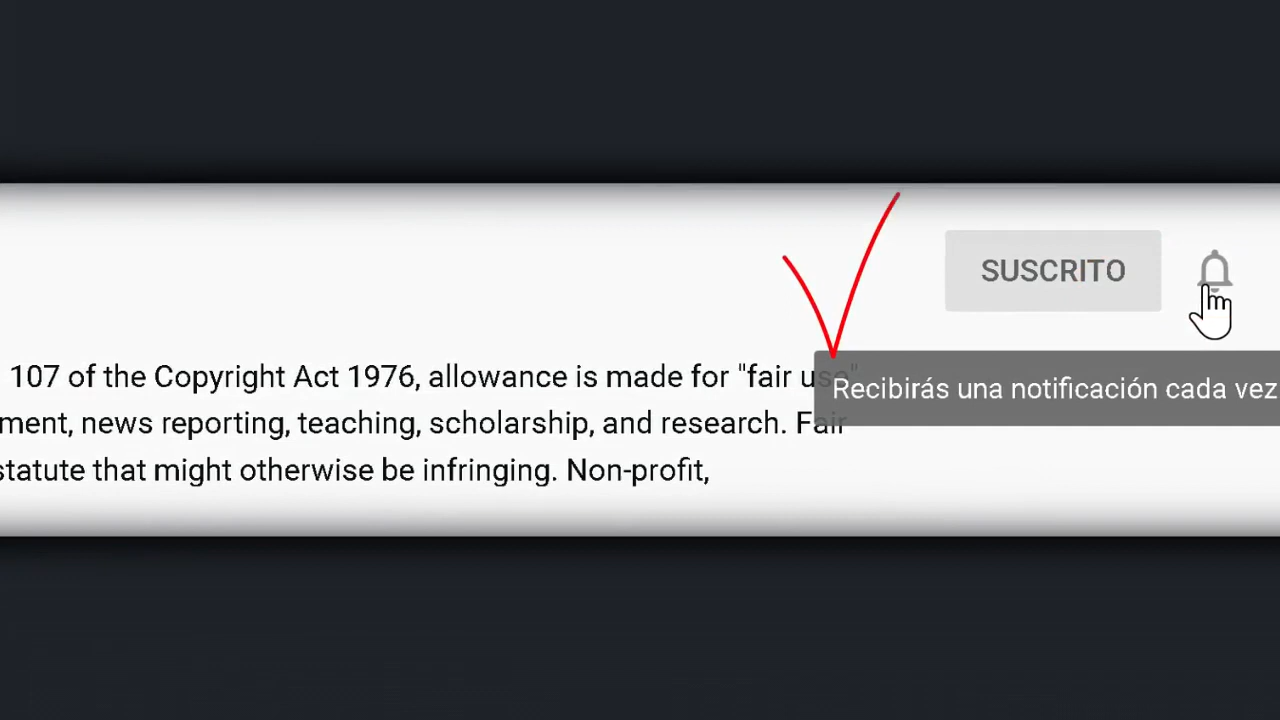 SUSCRITO
107 of the Copyright Act 1976, allowance is made for "fair use"
Recibirás una notificación cada vez
ment, news reporting, teaching, scholarship, and research. Fair
statute that might otherwise be infringing. Non-profit,